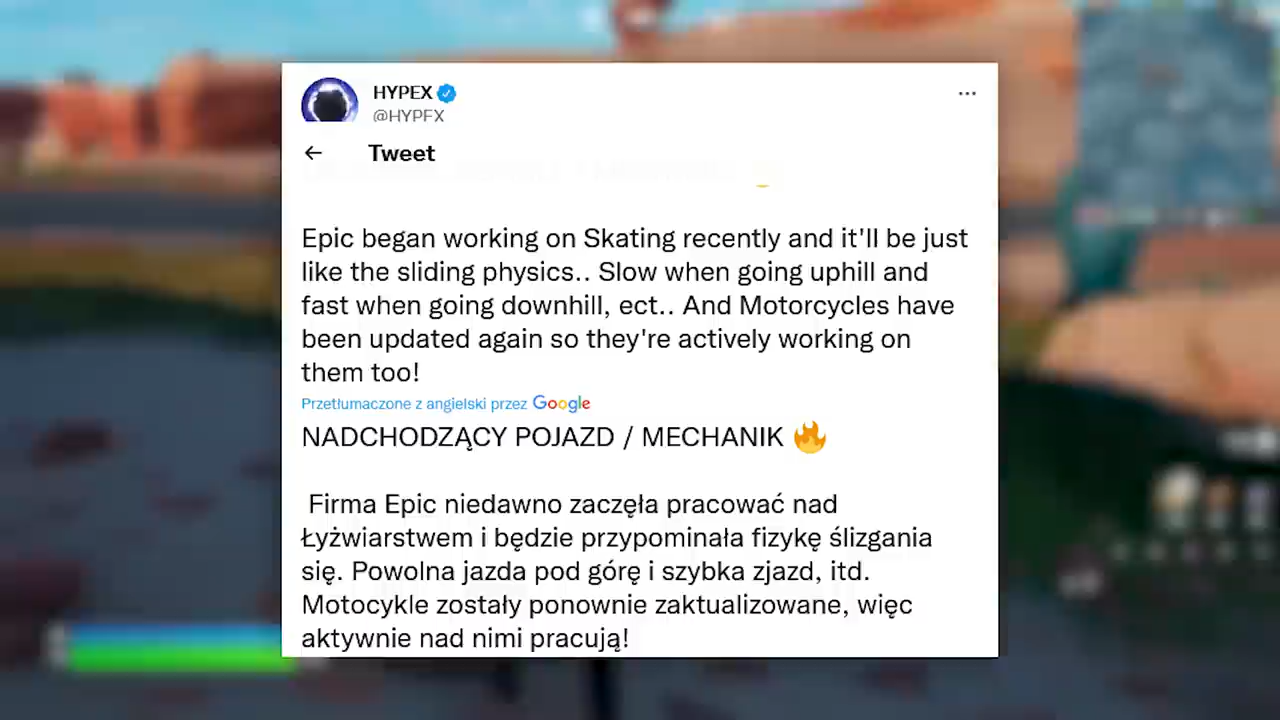 HYPEX
@HYPEX
Tweet
Epic began working on Skating recently and it'll be just
like the sliding physics.. Slow when going uphill and
fast when going downhill, ect.. And Motorcycles have
been updated again so they're actively working on
them too!
Przetłumaczone z angielski przez Google
NADCHODZĄCY POJAZD / MECHANIK 🔥
Firma Epic niedawno zaczęła pracować nad
Łyżwiarstwem i będzie przypominała fizykę ślizgania
się. Powolna jazda pod górę i szybka zjazd, itd.
Motocykle zostały ponownie zaktualizowane, więc
aktywnie nad nimi pracują!